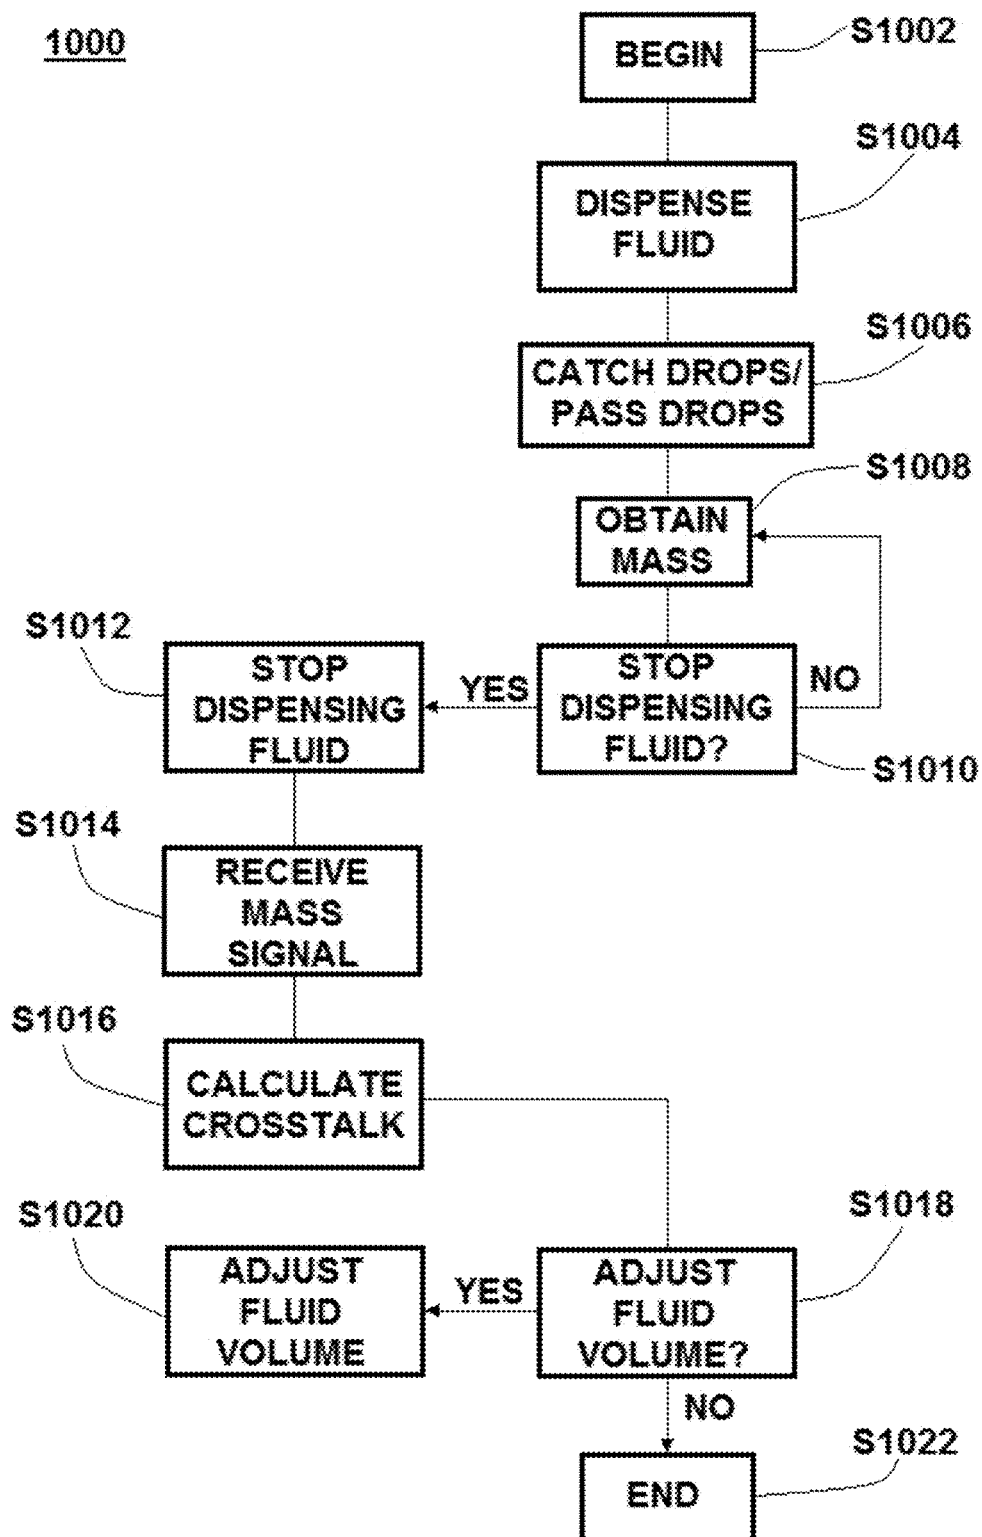 1000
S1002
BEGIN
S1004
DISPENSE
FLUID
S1006
CATCH DROPS/
PASS DROPS
S1008
OBTAIN
MASS
S1012
STOP
DISPENSING
FLUID
YES
STOP
DISPENSING
FLUID?
NO
S1010
S1014
RECEIVE
MASS
SIGNAL
S1016
CALCULATE
CROSSTALK
S1020
ADJUST
FLUID
VOLUME
YES
S1018
ADJUST
FLUID
VOLUME?
NO
S1022
END